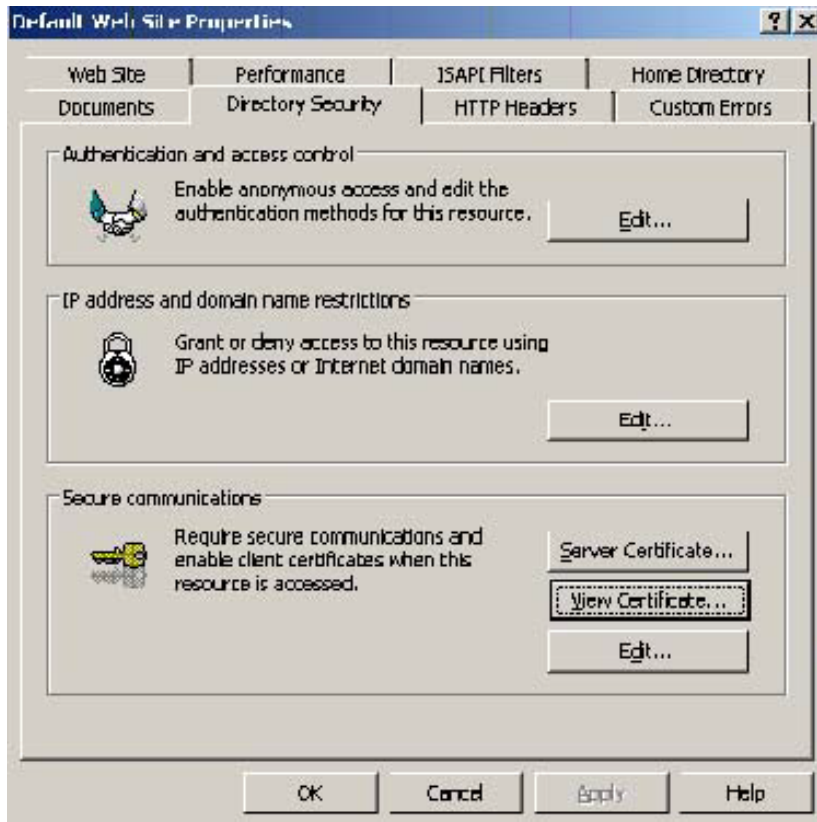 Default Web Site Properties
Web Site
Performance
ISAPI Filters
Home Directory
Documents
Directory Security
HTTP Headers
Custom Errors
Authentication and access control
Enable anonymous access and edit the
authentication methods for this resource.
Edit...
IP address and domain name restrictions
Grant or deny access to this resource using
IP addresses or Internet domain names.
Edit...
Secure communications
Require secure communications and
enable client certificates when this
resource is accessed.
Server Certificate...
View Certificate...
Edit...
OK
Cancel
Apply
Help